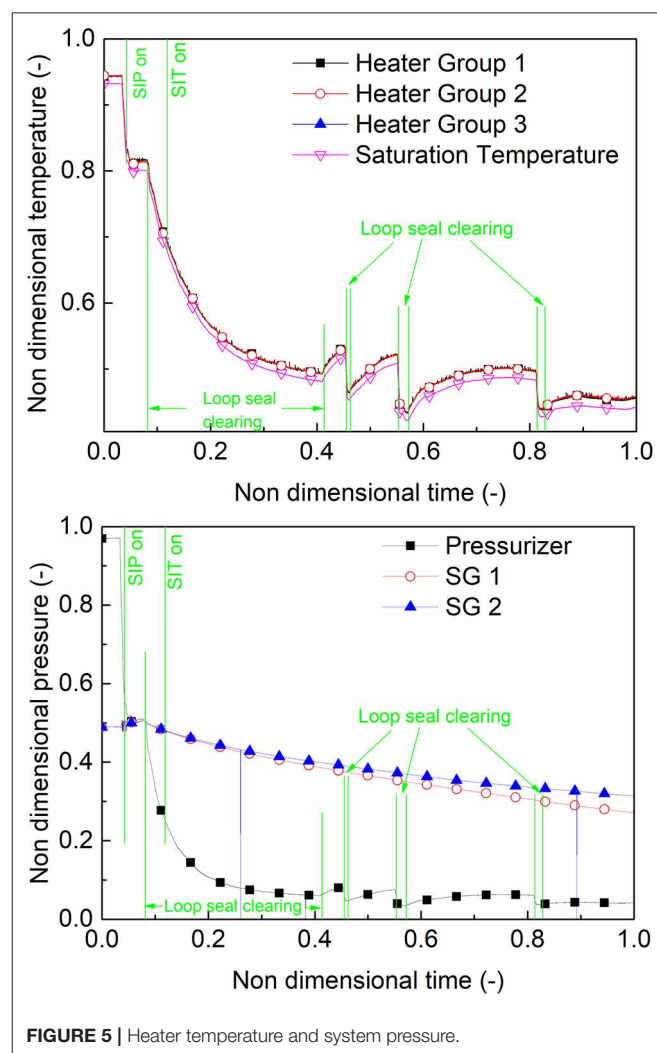 1.0
0.8
0.6
Non dimensional temperature (-)
SIP on
SIT on
Heater Group 1
Heater Group 2
Heater Group 3
Saturation Temperature
Loop seal clearing
Loop seal
clearing
0.0 0.2 0.4 0.6 0.8 1.0
Non dimensional time (-)
1.0
0.8
0.6
0.4
0.2
0.0
Non dimensional pressure (-)
SIP on
SIT on
Pressurizer
SG 1
SG 2
Loop seal clearing
Loop seal clearing
0.0 0.2 0.4 0.6 0.8 1.0
Non dimensional time (-)
FIGURE 5 | Heater temperature and system pressure.